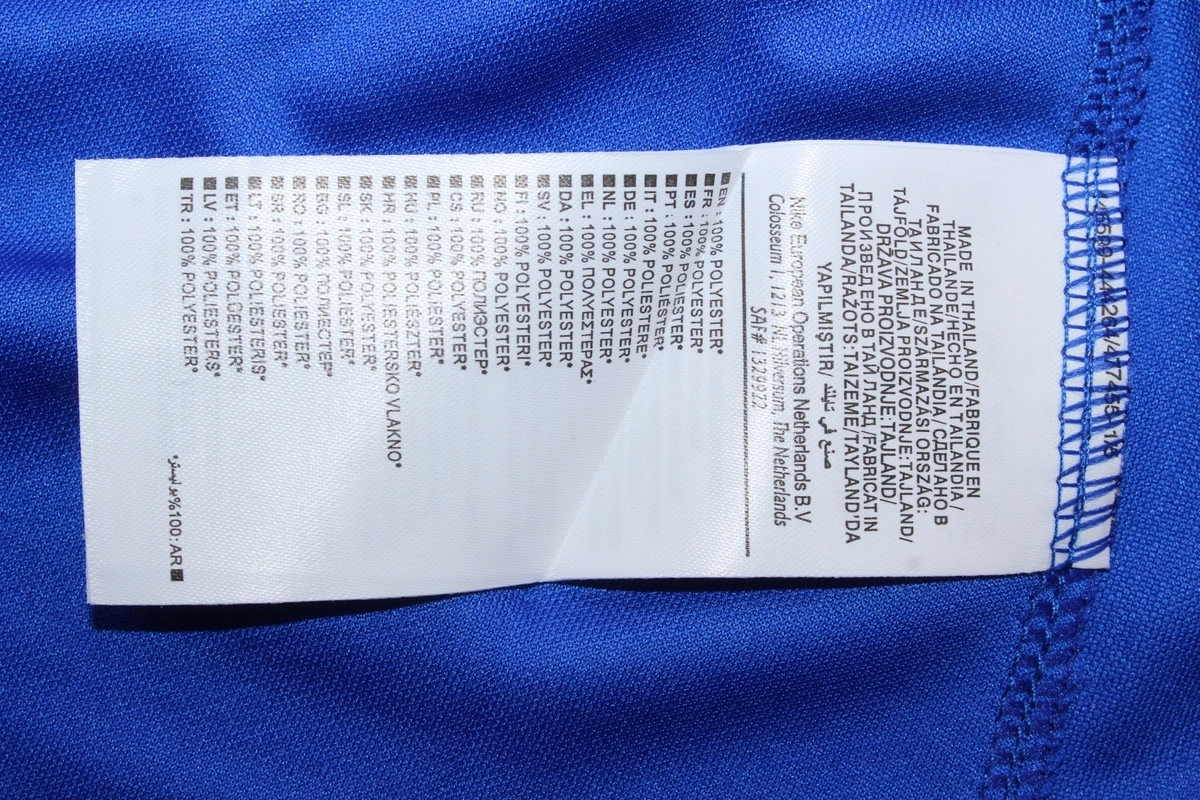 MADE IN THAILAND/FABRIQUE EN
THAILANDE/HECHO EN TAILANDIA/
FABRICADO NA TAILÂNDIA/СДЕЛАНО В
ТАИЛАНДЕ/SZÁRMAZÁSI ORSZÁG:
TÁJFÖLD/ZEMLJA PROIZVODNJE:TAJLAND/
DRŽAVA PROIZVODNJE:TAJLAND/
ПРОИЗВЕДЕНО В ТАЙЛАНД/FABRICAT IN
TAILANDA/RAŽOTS:TAIZEME/TAYLAND'DA
YAPILMIŞTIR/ صنع في تايلند
Nike European Operations Netherlands B.V
Colosseum 1, 1213 NL Hilversum, The Netherlands
SAF# 1329922
EN: 100% POLYESTER*
FR: 100% POLYESTER*
ES: 100% POLIÉSTER*
PT: 100% POLIÉSTER*
IT: 100% POLIESTERE*
DE: 100% POLYESTER*
NL: 100% POLYESTER*
EL: 100% ΠΟΛΥΕΣΤΕΡΑΣ*
DA: 100% POLYESTER*
SV: 100% POLYESTER*
FI: 100% POLYESTERI*
NO: 100% POLYESTER*
RU: 100% ПОЛИЭСТЕР*
CS: 100% POLYESTER*
PL: 100% POLIESTER*
HU: 100% POLIÉSZTER*
HR: 100% POLIESTERSKO VLAKNO*
SK: 100% POLYESTER*
SL: 100% POLIESTER*
BG: 100% ПОЛИЕСТЕР*
RO: 100% POLIESTER*
SR: 100% POLIESTER*
LT: 100% POLIESTERIS*
ET: 100% POLÜESTER*
LV: 100% POLIESTERS*
TR: 100% POLYESTER*
AR: 100% بوليستر*